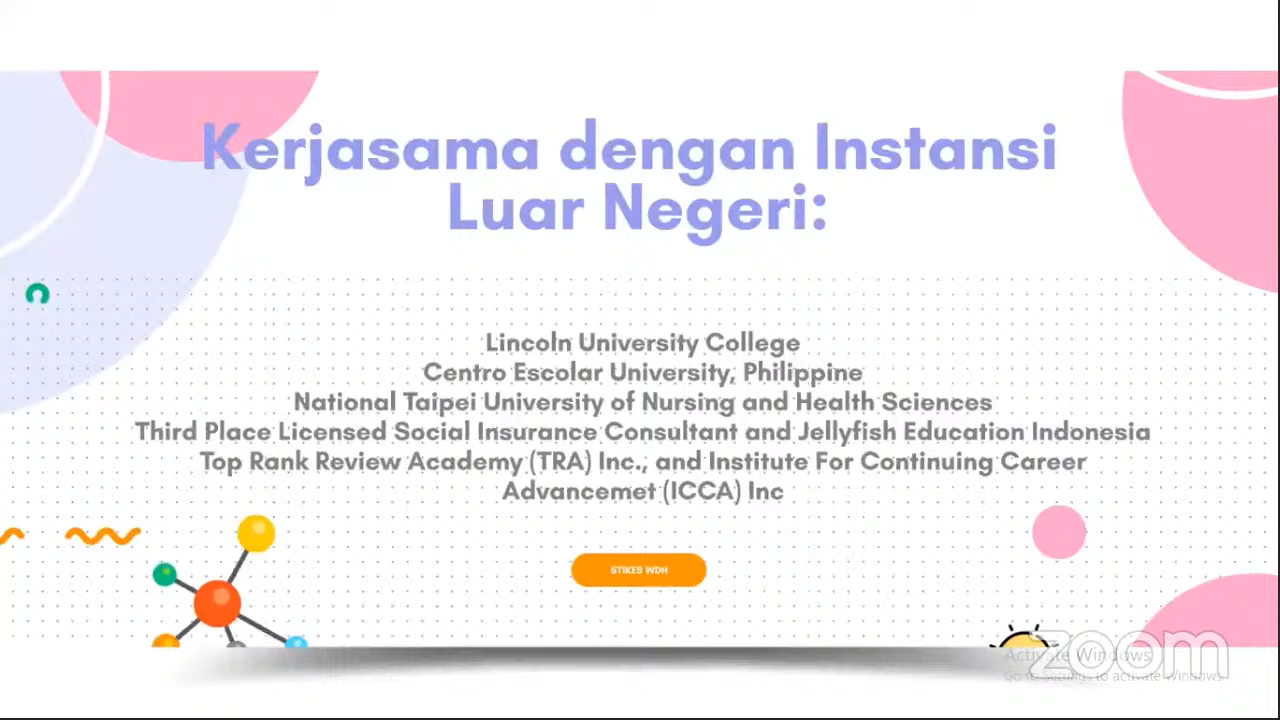 Kerjasama dengan Instansi
Luar Negeri:
Lincoln University College
Centro Escolar University, Philippine
National Taipei University of Nursing and Health Sciences
Third Place Licensed Social Insurance Consultant and Jellyfish Education Indonesia
Top Rank Review Academy (TRA) Inc., and Institute For Continuing Career
Advancemet (ICCA) Inc
STIKES WDH
zoom
Activate Windows
Go to Settings to activate Windows.